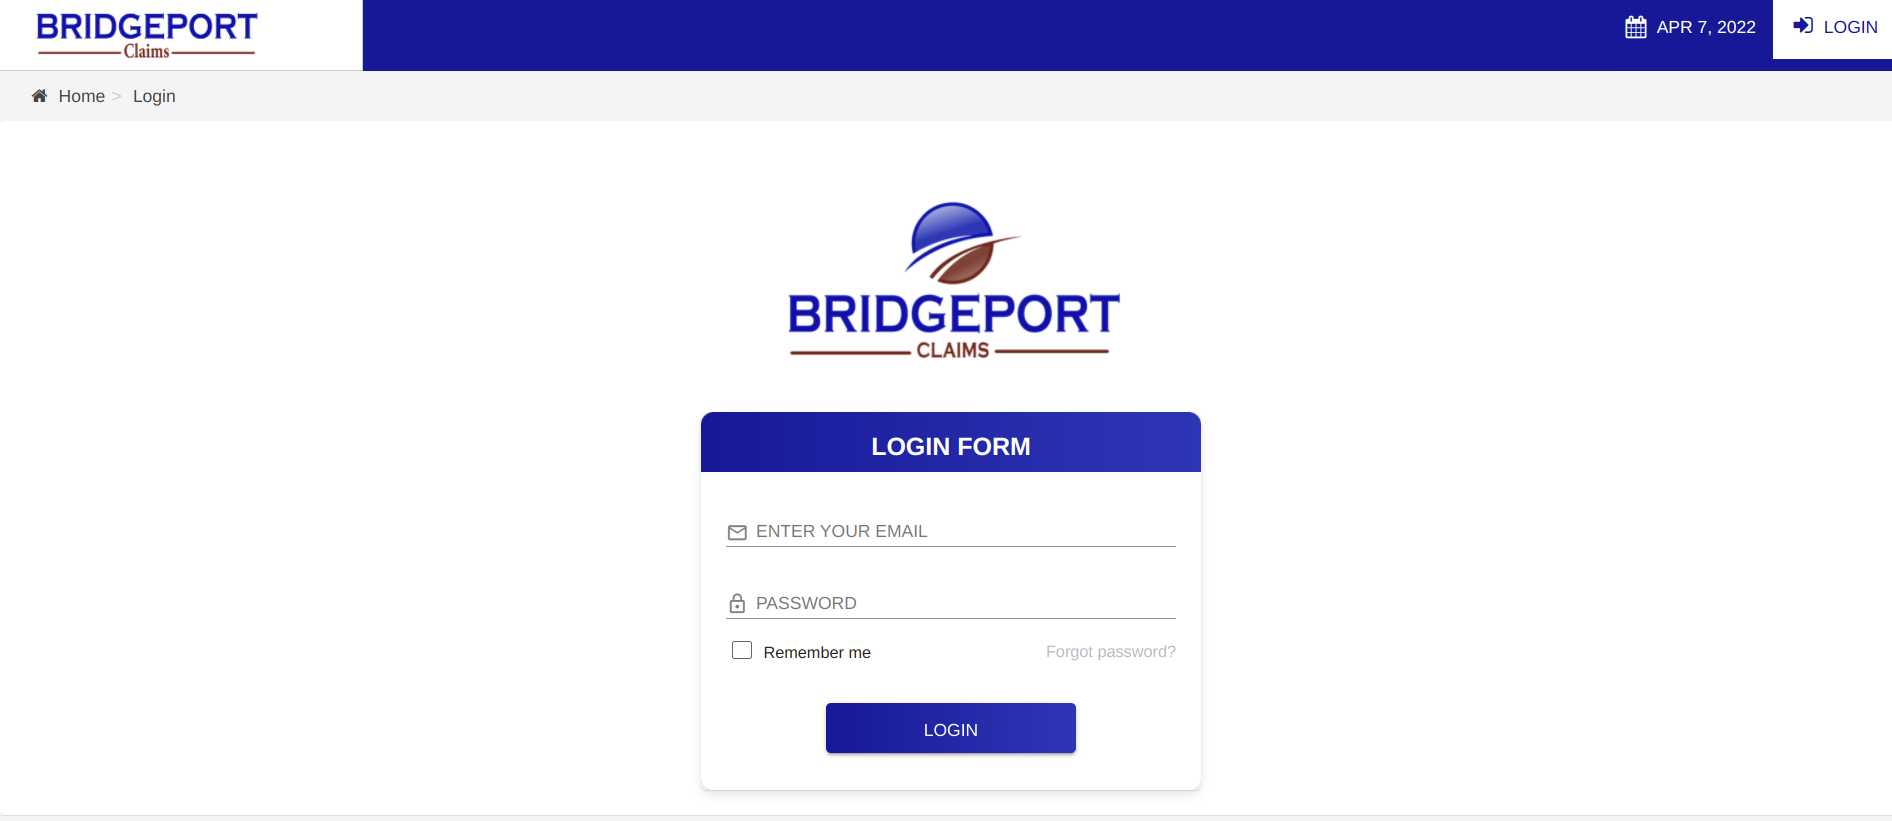 BRIDGEPORT
Claims
APR 7, 2022
LOGIN
Home > Login
BRIDGEPORT
CLAIMS
LOGIN FORM
ENTER YOUR EMAIL
PASSWORD
Remember me
Forgot password?
LOGIN